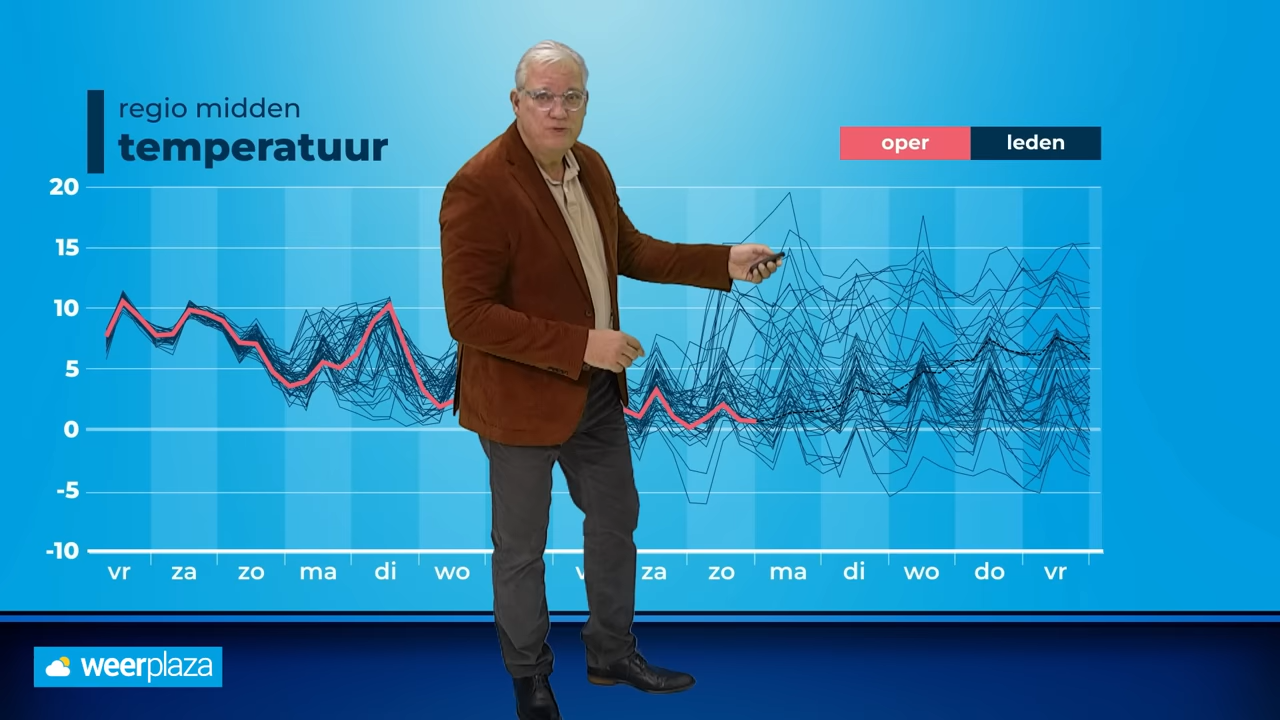 regio midden
temperatuur
oper leden
20
15
10
5
0
-5
-10
vr za zo ma di wo v za zo ma di wo do vr
weerplaza